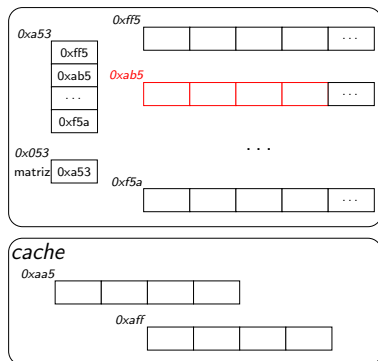 0xa53
0xff5
0xab5
...
0xf5a
0x053
matriz 0xa53
0xff5
...
0xab5
...
...
0xf5a
...
cache
0xaa5
0xaff